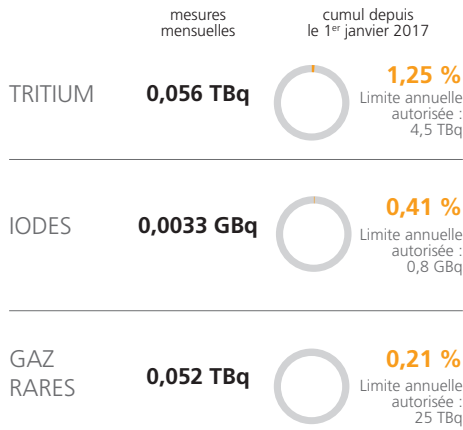 mesures
mensuelles
cumul depuis
le 1er janvier 2017
TRITIUM
0,056 TBq
1,25 %
Limite annuelle
autorisée :
4,5 TBq
IODES
0,0033 GBq
0,41 %
Limite annuelle
autorisée :
0,8 GBq
GAZ
RARES
0,052 TBq
0,21 %
Limite annuelle
autorisée :
25 TBq